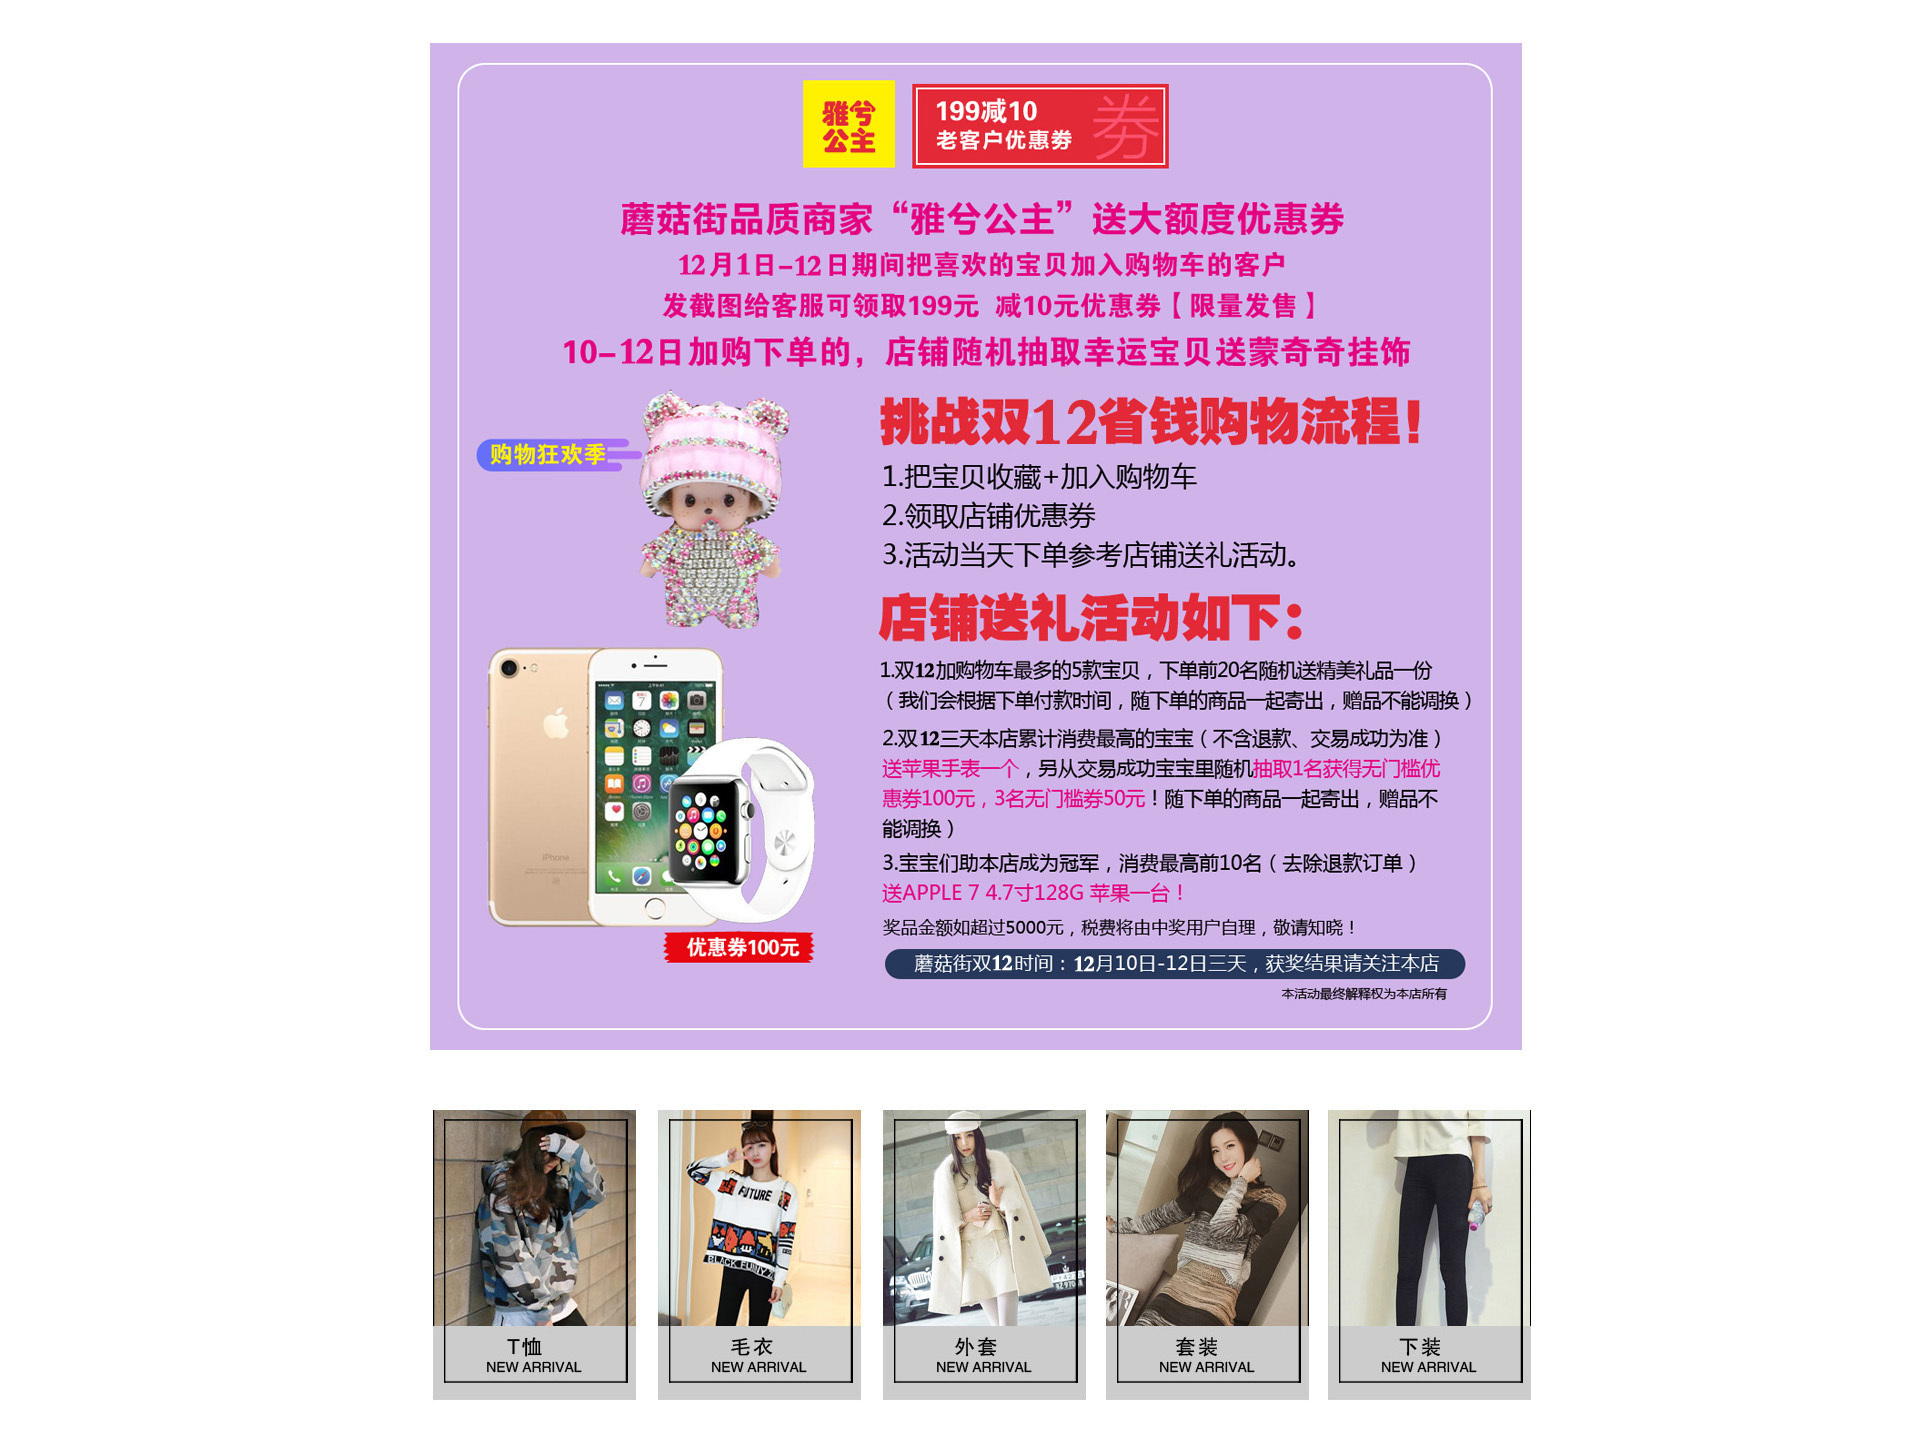 雅兮
公主
199减10
老客户优惠券
券
蘑菇街品质商家“雅兮公主”送大额度优惠券
12月1日-12日期间把喜欢的宝贝加入购物车的客户
发截图给客服可领取199元 减10元优惠券【限量发售】
10-12日加购下单的，店铺随机抽取幸运宝贝送蒙奇奇挂饰
购物狂欢季
挑战双12省钱购物流程！
1.把宝贝收藏+加入购物车
2.领取店铺优惠券
3.活动当天下单参考店铺送礼活动。
店铺送礼活动如下：
1.双12加购物车最多的5款宝贝，下单前20名随机送精美礼品一份
（我们会根据下单付款时间，随下单的商品一起寄出，赠品不能调换）
2.双12三天本店累计消费最高的宝宝（不含退款、交易成功为准）
送苹果手表一个，另从交易成功宝宝里随机抽取1名获得无门槛优
惠券100元，3名无门槛券50元！随下单的商品一起寄出，赠品不
能调换）
3.宝宝们助本店成为冠军，消费最高前10名（去除退款订单）
送APPLE 7 4.7寸128G 苹果一台！
奖品金额如超过5000元，税费将由中奖用户自理，敬请知晓！
蘑菇街双12时间：12月10日-12日三天，获奖结果请关注本店
本活动最终解释权为本店所有
iPhone
优惠券100元
FUTURE
BLACK FUNNY
T恤
NEW ARRIVAL
毛衣
NEW ARRIVAL
外套
NEW ARRIVAL
套装
NEW ARRIVAL
下装
NEW ARRIVAL